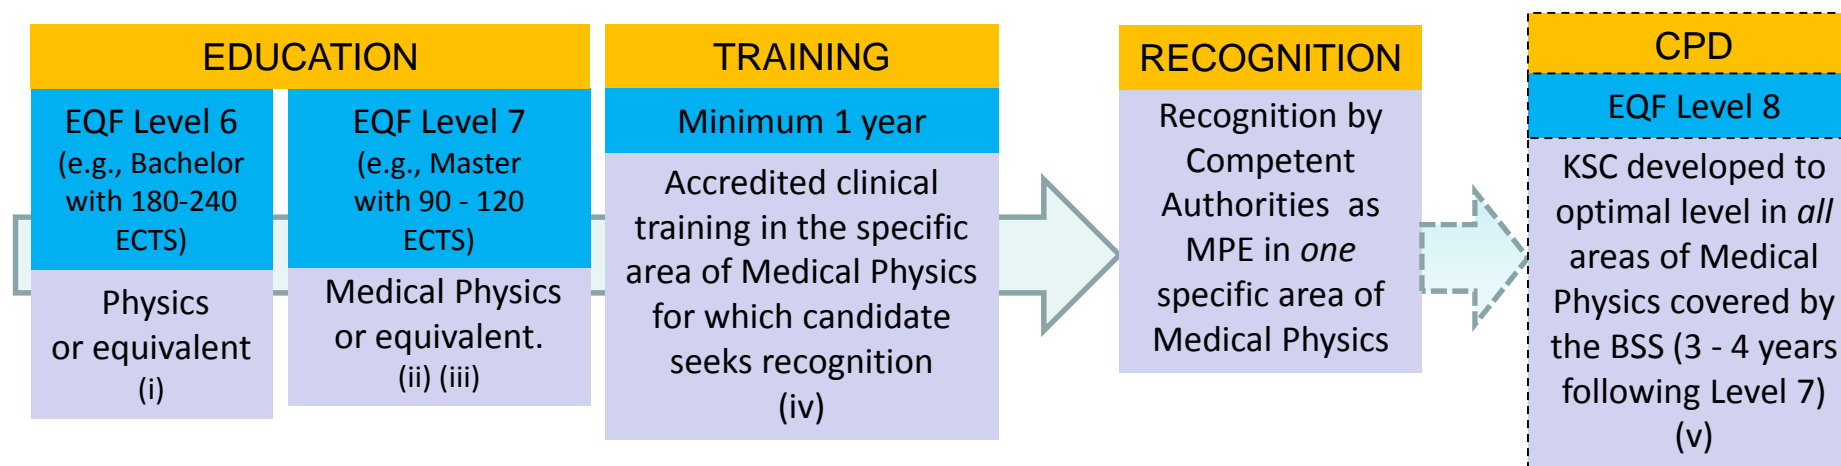 EDUCATION
EQF Level 6
(e.g., Bachelor
with 180-240
ECTS)
Physics
or equivalent
(i)
EQF Level 7
(e.g., Master
with 90 - 120
ECTS)
Medical Physics
or equivalent.
(ii) (iii)
TRAINING
Minimum 1 year
Accredited clinical
training in the specific
area of Medical Physics
for which candidate
seeks recognition
(iv)
RECOGNITION
Recognition by
Competent
Authorities as
MPE in one
specific area of
Medical Physics
CPD
EQF Level 8
KSC developed to
optimal level in all
areas of Medical
Physics covered by
the BSS (3 - 4 years
following Level 7)
(v)